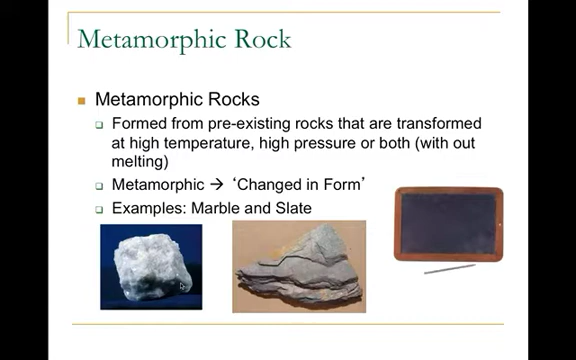 Metamorphic Rock
Metamorphic Rocks
Formed from pre-existing rocks that are transformed
at high temperature, high pressure or both (with out
melting)
Metamorphic → ‘Changed in Form’
Examples: Marble and Slate